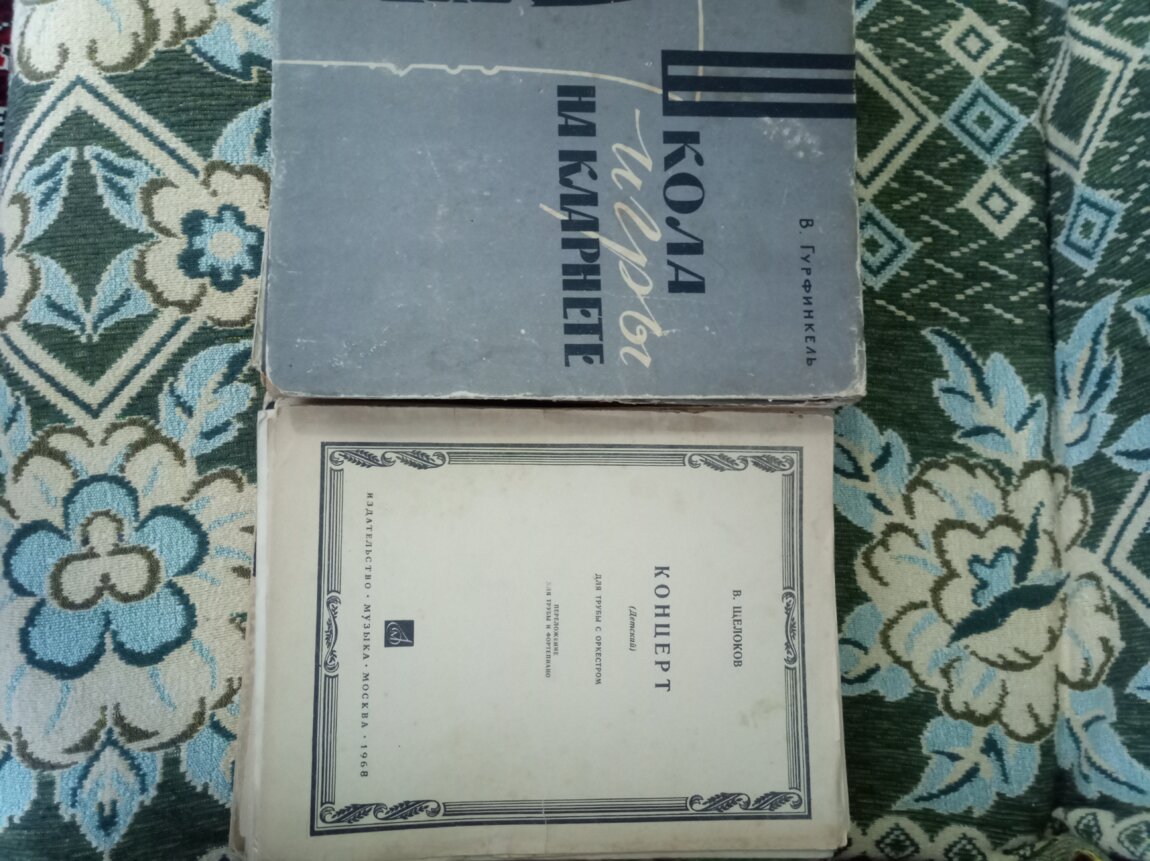 В. Гурфинкель
ШКОЛА
игры
НА КЛАРНЕТЕ
В. ЩЕЛОКОВ
КОНЦЕРТ
(Детский)
ДЛЯ ТРУБЫ С ОРКЕСТРОМ
ПЕРЕЛОЖЕНИЕ
ДЛЯ ТРУБЫ И ФОРТЕПИАНО
ИЗДАТЕЛЬСТВО • МУЗЫКА • МОСКВА • 1968